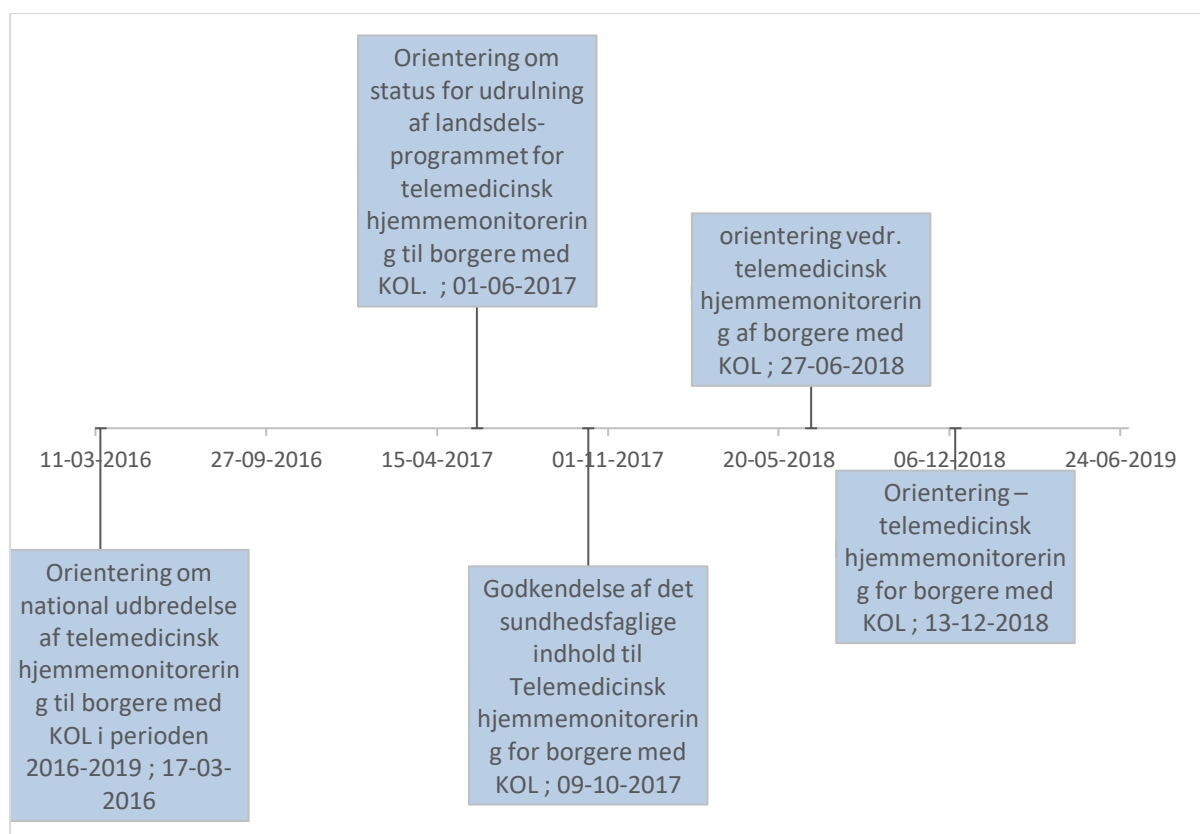 Orientering om
status for udrulning
af landsdels-
programmet for
telemedicinsk
hjemmemonitorerin
g til borgere med
KOL. ; 01-06-2017
orientering vedr.
telemedicinsk
hjemmemonitorerin
g af borgere med
KOL ; 27-06-2018
11-03-2016
27-09-2016
15-04-2017
01-11-2017
20-05-2018
06-12-2018
24-06-2019
Orientering om
national udbredelse
af telemedicinsk
hjemmemonitorerin
g til borgere med
KOL i perioden
2016-2019 ; 17-03-
2016
Godkendelse af det
sundhedsfaglige
indhold til
Telemedicinsk
hjemmemonitorerin
g for borgere med
KOL ; 09-10-2017
Orientering –
telemedicinsk
hjemmemonitorerin
g for borgere med
KOL ; 13-12-2018